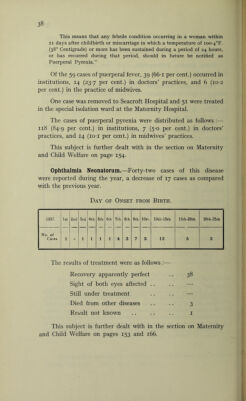 38
This means that any febrile condition occurring in a woman within
21 days after childbirth or miscarriage in which a temperature of 100·4°F.
(38° Centigrade) or more has been sustained during a period of 24 hours,
or has recurred during that period, should in future be notified as
Puerperal Pyrexia."
Of the 59 cases of puerperal fever, 39 (66·1 per cent.) occurred in
institutions, 14 (23·7 per cent.) in doctors' practices, and 6 (10·2
per cent.) in the practice of midwives.
One case was removed to Seacroft Hospital and 51 were treated
in the special isolation ward at the Maternity Hospital.
The cases of puerperal pyrexia were distributed as follows :—
118 (84·9 per cent.) in institutions, 7 (5·0 per cent.) in doctors'
practices, and 14 (10·1 per cent.) in midwives' practices.
This subject is further dealt with in the section on Maternity
and Child Welfare on page 154.
Ophthalmia Neonatorum.—Forty-two cases of this disease
were reported during the year, a decrease of 17 cases as compared
with the previous year.
Day of Onset from Birth.
1937. 1st 2nd 3rd 4th 5th 6th 7th 8th 9th 10th 11th-15th 16th-20th 20th-25th
No. of
Cases 1 - 1 1 1 1 4 3 7 3 12 6 2
The results of treatment were as follows :—
Recovery apparently perfect .. 38
Sight of both eyes affected .. .. —
Still under treatment .. —
Died from other diseases .. .. 3
Result not known .. .. .. 1
This subject is further dealt with in the section on Maternity
and Child Welfare on pages 153 and 166.